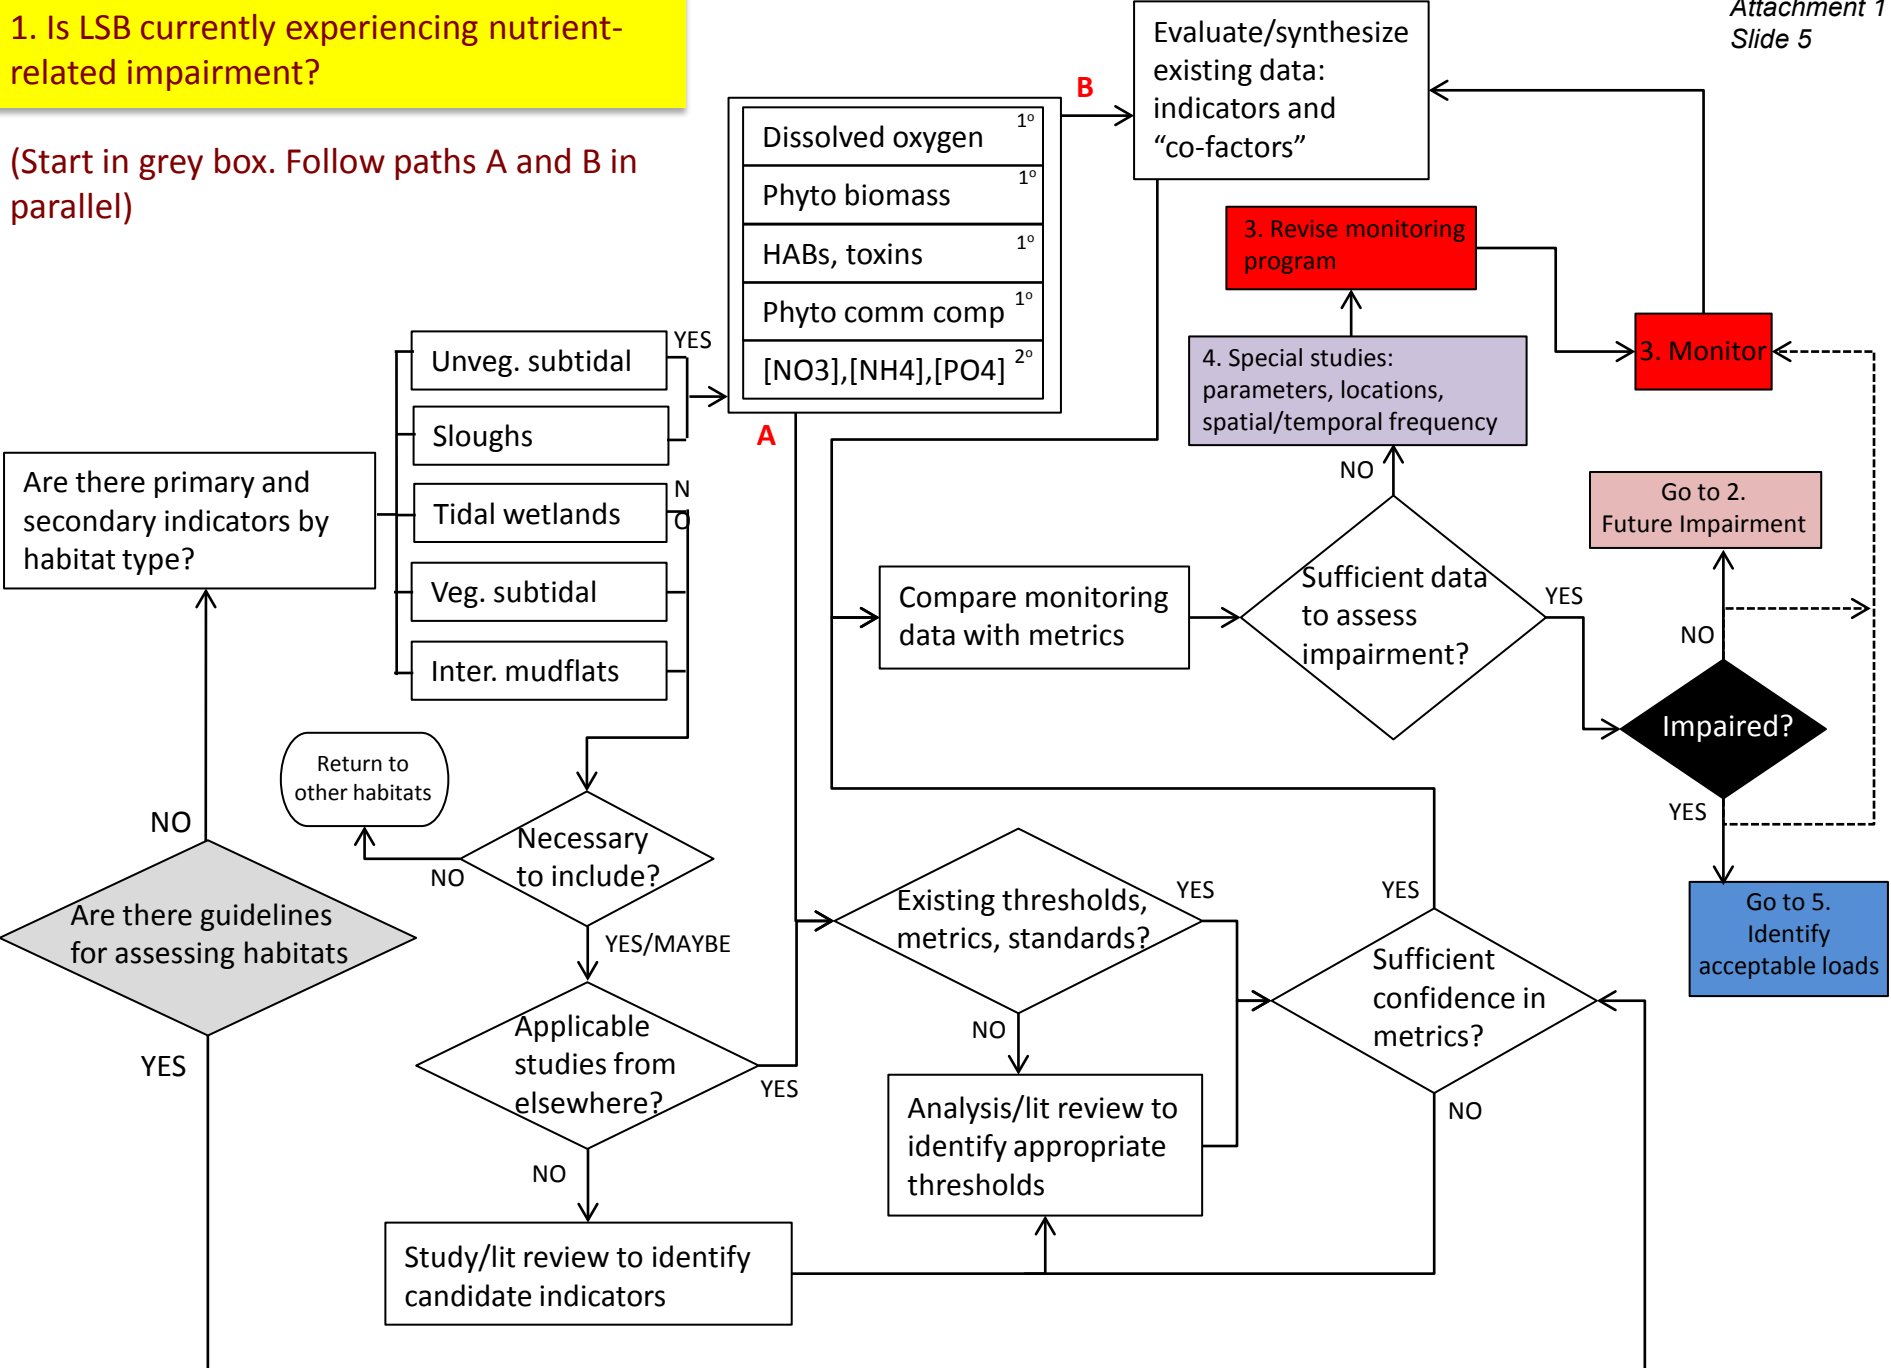 1. Is LSB currently experiencing nutrient-
related impairment?
Attachment 1
Slide 5
(Start in grey box. Follow paths A and B in
parallel)
Dissolved oxygen 1º
Phyto biomass 1º
HABs, toxins 1º
Phyto comm comp 1º
[NO3],[NH4],[PO4] 2º
B
A
Evaluate/synthesize
existing data:
indicators and
“co-factors”
3. Revise monitoring
program
3. Monitor
4. Special studies:
parameters, locations,
spatial/temporal frequency
NO
Unveg. subtidal
YES
Sloughs
Tidal wetlands
N
O
Veg. subtidal
Inter. mudflats
Are there primary and
secondary indicators by
habitat type?
Compare monitoring
data with metrics
Sufficient data
to assess
impairment?
YES
Go to 2.
Future Impairment
NO
Impaired?
YES
Go to 5.
Identify
acceptable loads
Return to
other habitats
NO
Necessary
to include?
YES/MAYBE
NO
Are there guidelines
for assessing habitats
YES
Applicable
studies from
elsewhere?
YES
NO
Study/lit review to identify
candidate indicators
Existing thresholds,
metrics, standards?
YES
NO
Analysis/lit review to
identify appropriate
thresholds
YES
Sufficient
confidence in
metrics?
NO